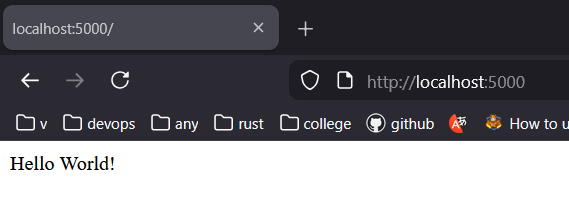 localhost:5000/
http://localhost:5000
v devops any rust college github How to u
Hello World!